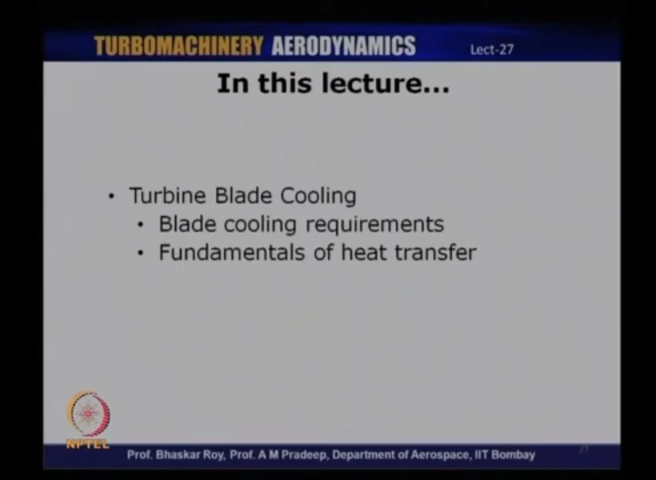 TURBOMACHINERY AERODYNAMICS Lect-27
In this lecture...
• Turbine Blade Cooling
• Blade cooling requirements
• Fundamentals of heat transfer
NPTEL
Prof. Bhaskar Roy, Prof. A M Pradeep, Department of Aerospace, IIT Bombay
27